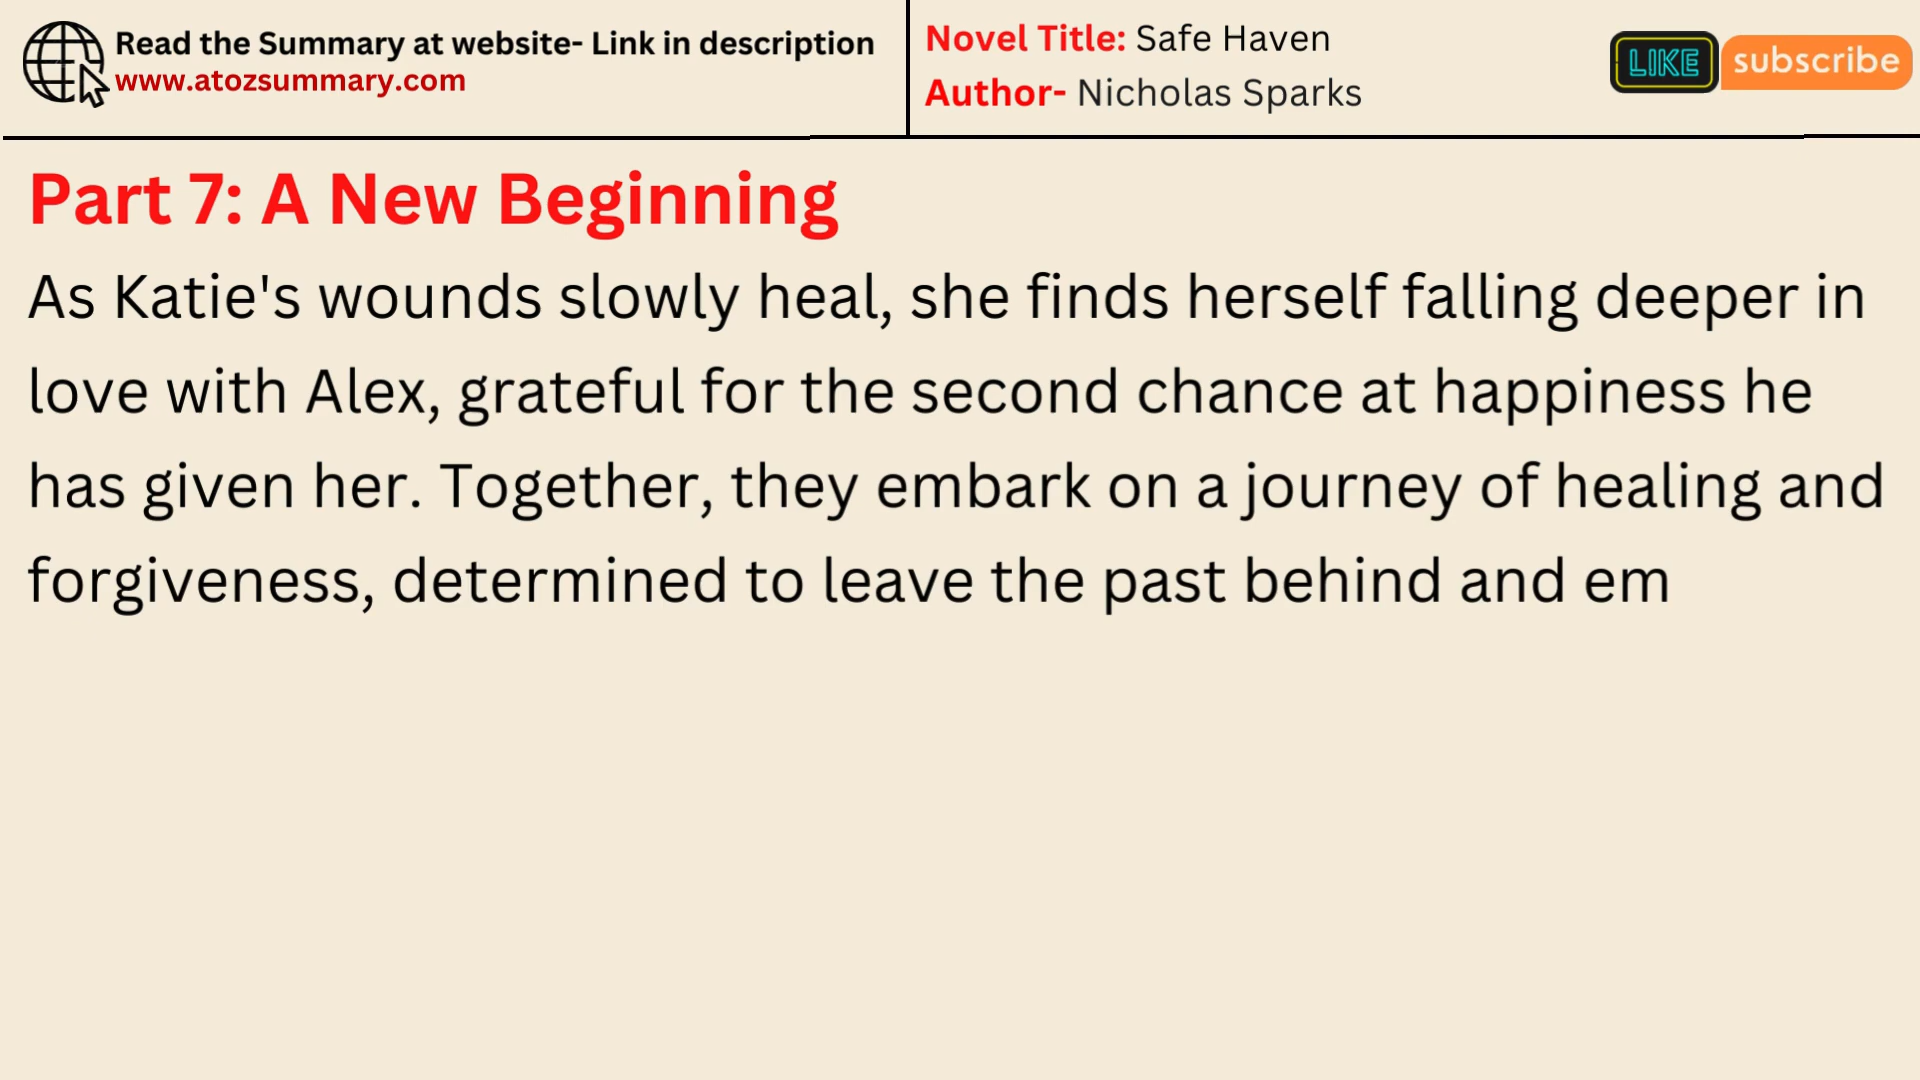 Read the Summary at website- Link in description
www.atozsummary.com
Novel Title: Safe Haven
Author- Nicholas Sparks
LIKE
subscribe
Part 7: A New Beginning
As Katie's wounds slowly heal, she finds herself falling deeper in
love with Alex, grateful for the second chance at happiness he
has given her. Together, they embark on a journey of healing and
forgiveness, determined to leave the past behind and em